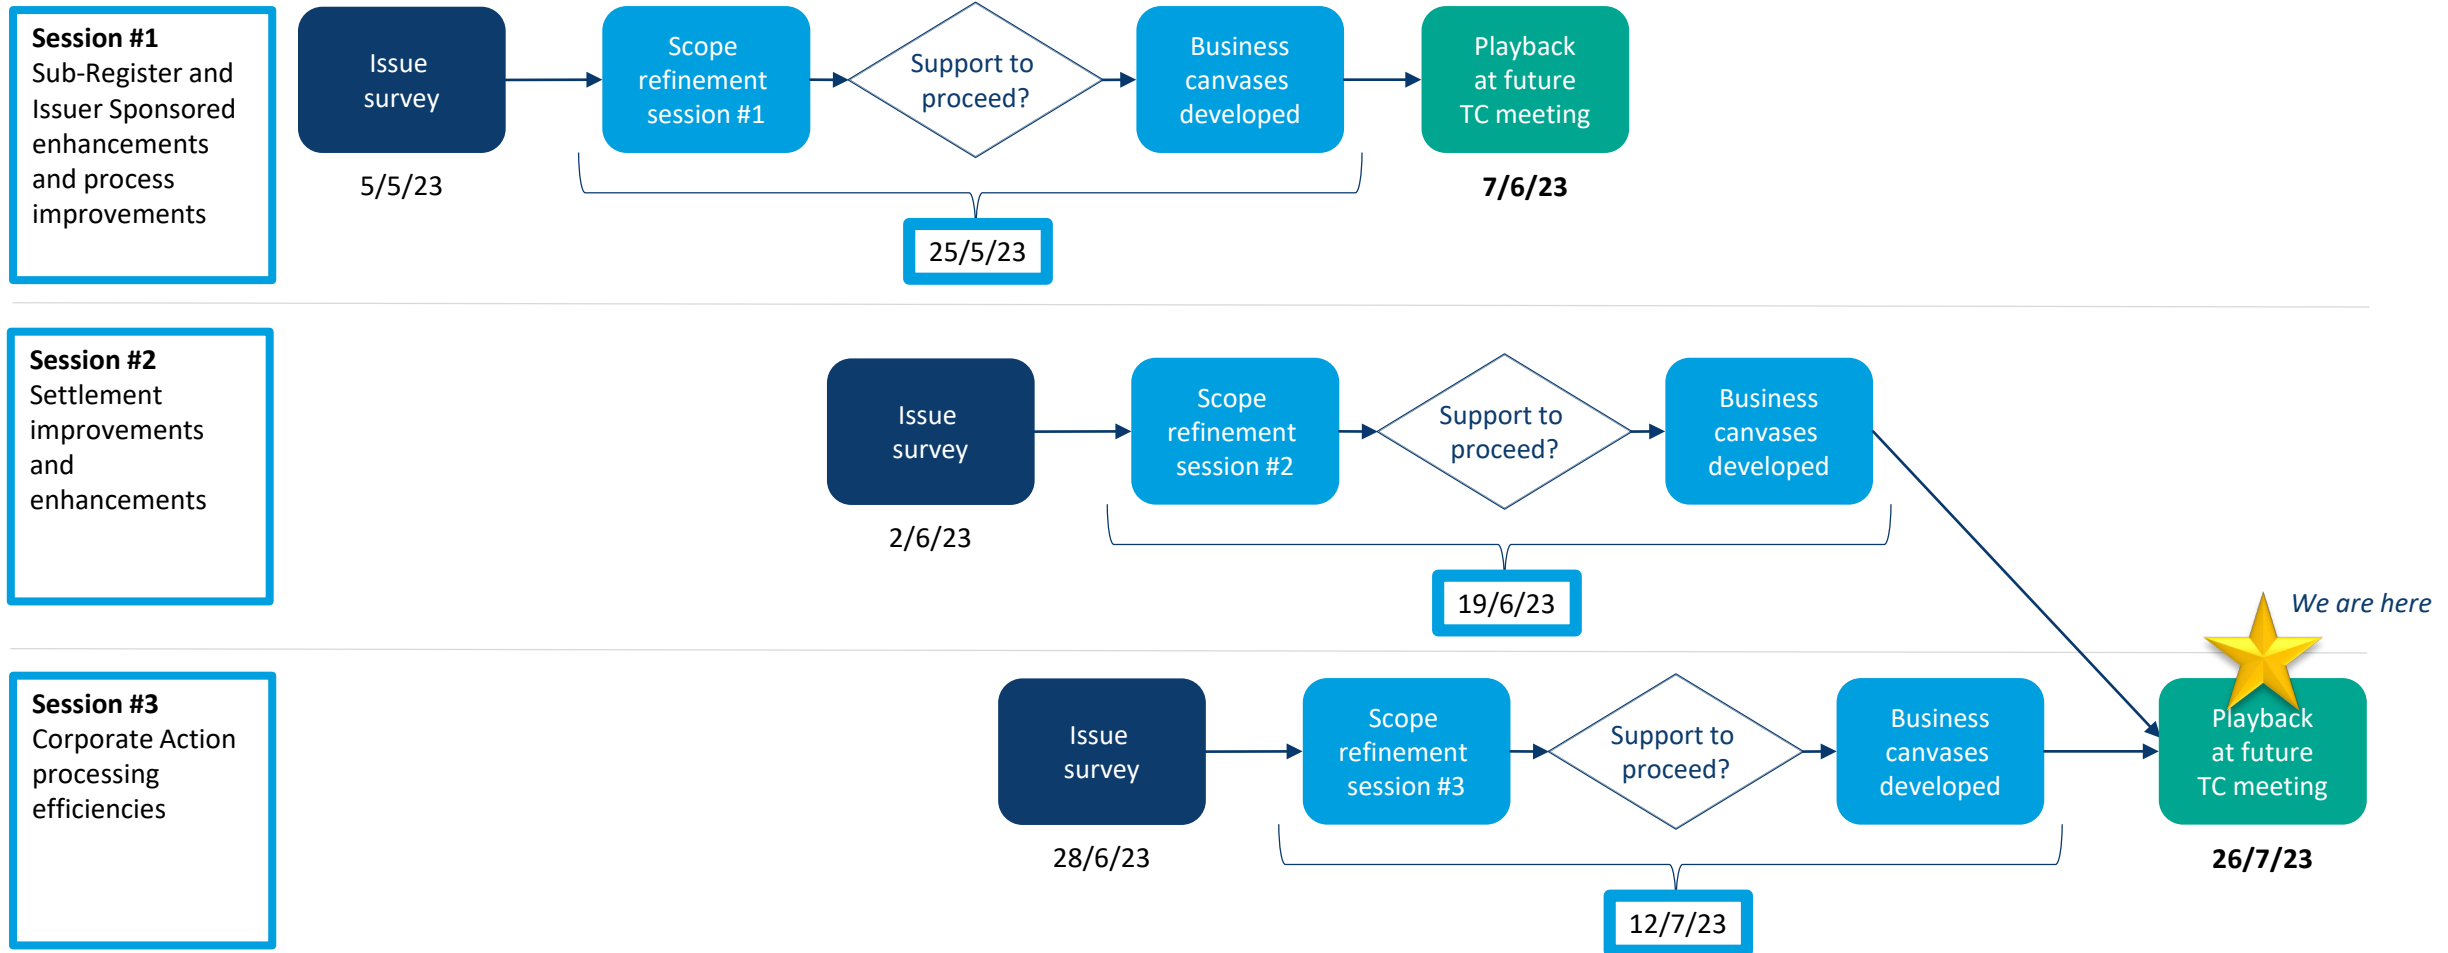 Session #1
Sub-Register and
Issuer Sponsored
enhancements
and process
improvements
Issue
survey
5/5/23
Scope
refinement
session #1
Support to
proceed?
Business
canvases
developed
25/5/23
Playback
at future
TC meeting
7/6/23
Session #2
Settlement
improvements
and
enhancements
Issue
survey
2/6/23
Scope
refinement
session #2
Support to
proceed?
Business
canvases
developed
19/6/23
We are here
Session #3
Corporate Action
processing
efficiencies
Issue
survey
28/6/23
Scope
refinement
session #3
Support to
proceed?
Business
canvases
developed
12/7/23
Playback
at future
TC meeting
26/7/23